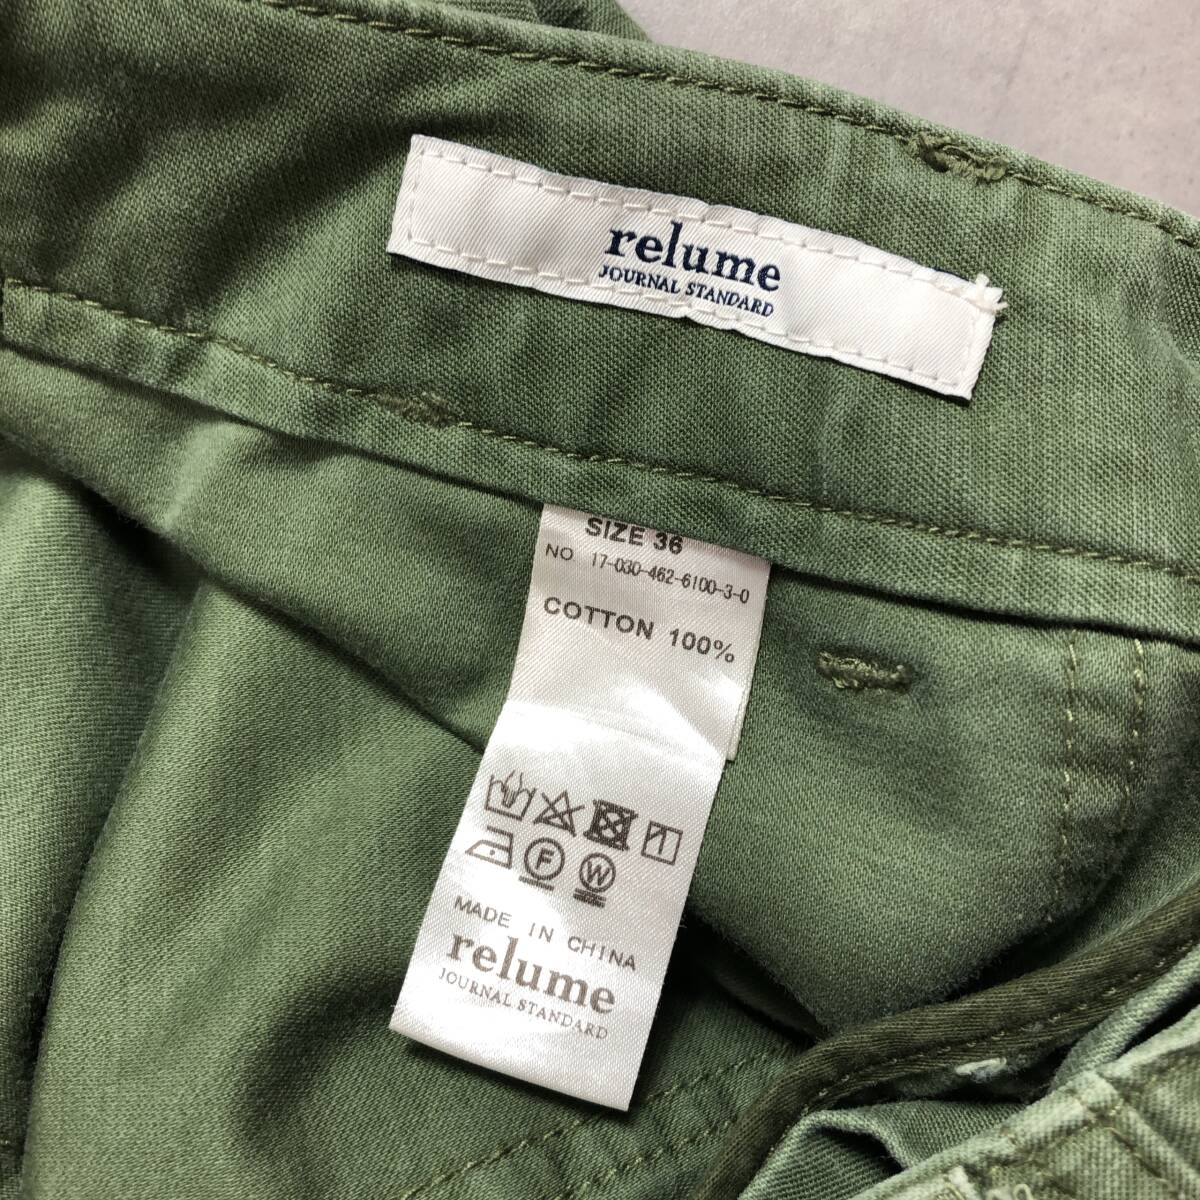 relume
JOURNAL STANDARD
SIZE 36
NO 17-030-462-6100-3-0
COTTON 100%
F
W
MADE IN CHINA
relume
JOURNAL STANDARD